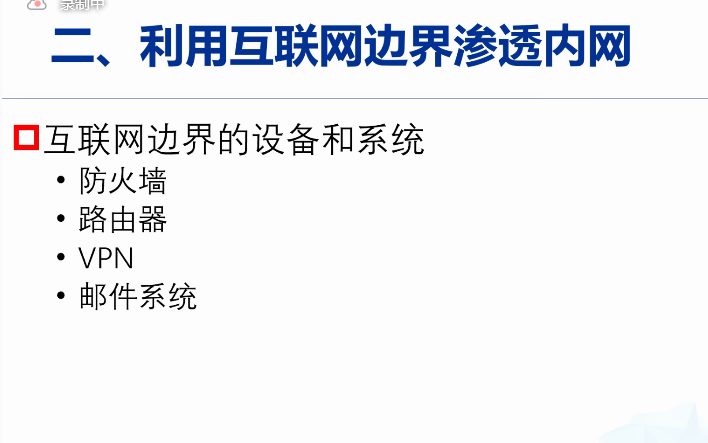 录制中
二、利用互联网边界渗透内网
互联网边界的设备和系统
• 防火墙
• 路由器
• VPN
• 邮件系统